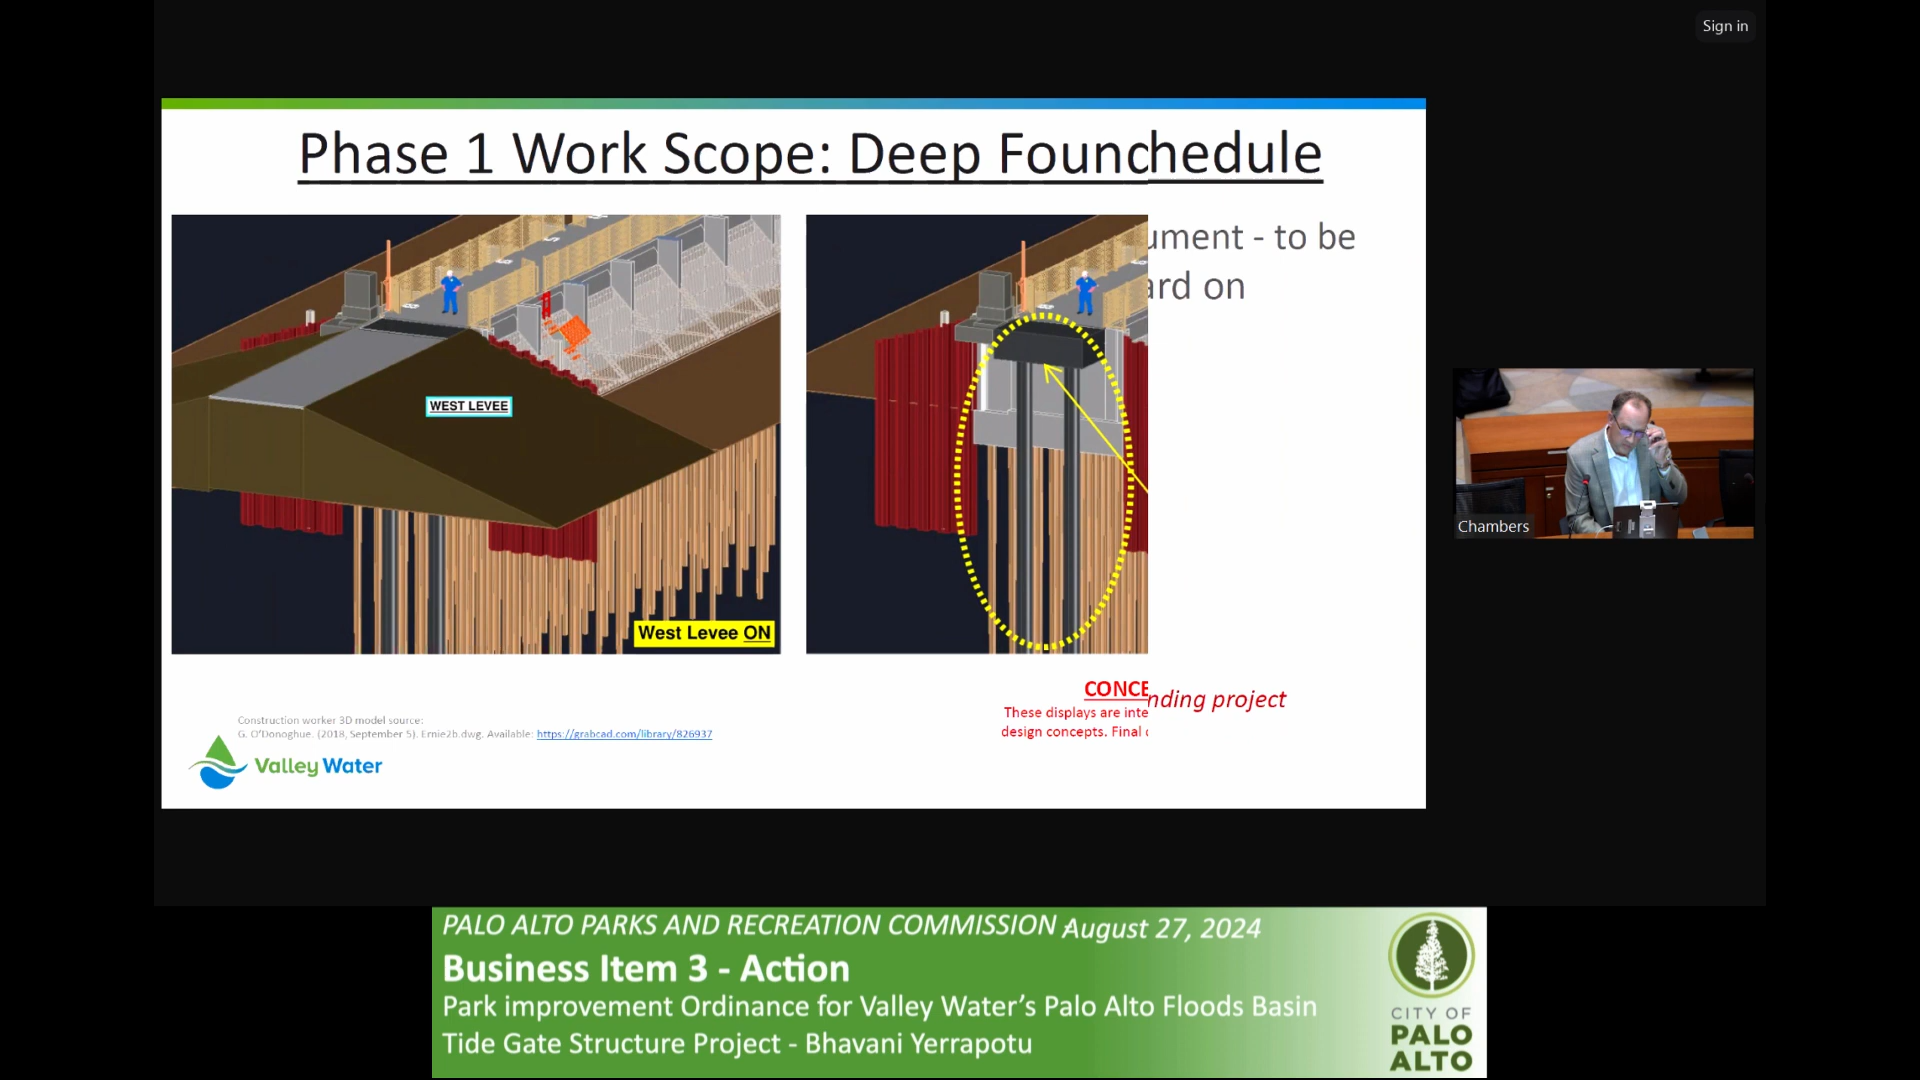 Sign in
Phase 1 Work Scope: Deep Founchedule
ument - to be
ard on
WEST LEVEE
West Levee ON
CONCE
nding project
These displays are inte
design concepts. Final
Construction worker 3D model source:
G. O'Donoghue. (2018, September 5). Ernie2b.dwg. Available: https://grabcad.com/library/826937
Valley Water
Chambers
PALO ALTO PARKS AND RECREATION COMMISSION August 27, 2024
Business Item 3 - Action
Park improvement Ordinance for Valley Water's Palo Alto Floods Basin
Tide Gate Structure Project - Bhavani Yerrapotu
CITY OF
PALO
ALTO